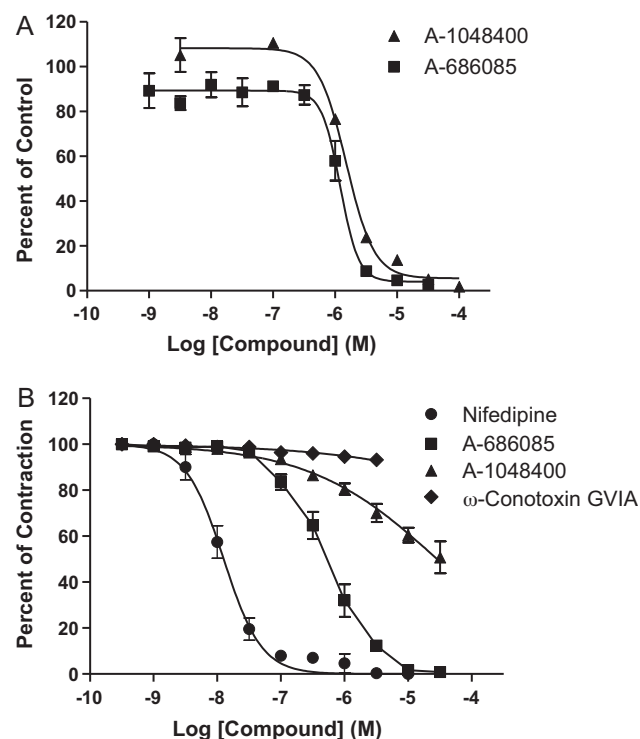 A
A-1048400
A-686085
Percent of Control
120
100
80
60
40
20
0
-10 -9 -8 -7 -6 -5 -4 -3
Log [Compound] (M)
B
Nifedipine
A-686085
A-1048400
ω-Conotoxin GVIA
Percent of Contraction
120
100
80
60
40
20
0
-10 -9 -8 -7 -6 -5 -4
Log [Compound] (M)